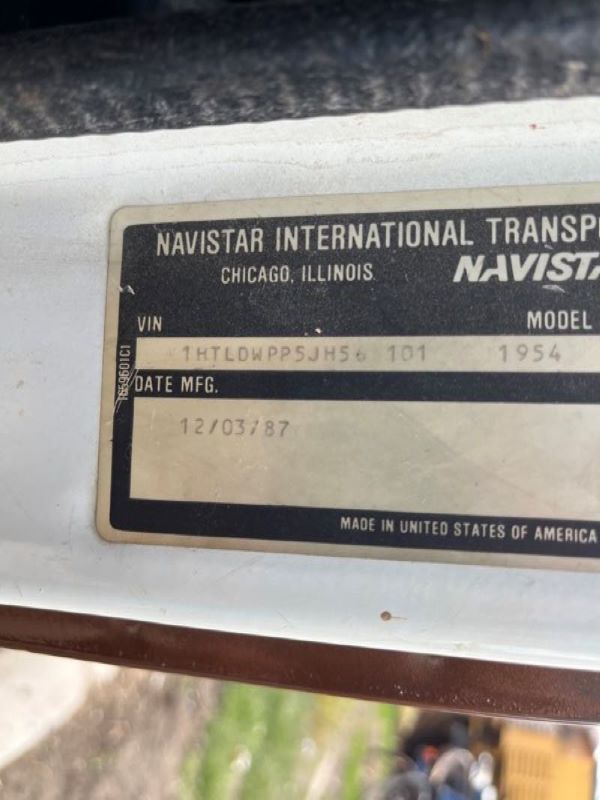 NAVISTAR INTERNATIONAL TRANSP
CHICAGO, ILLINOIS NAVISTA
VIN MODEL
1HTLDWPP5JH56 101 1954
DATE MFG.
12/03/87
MADE IN UNITED STATES OF AMERICA